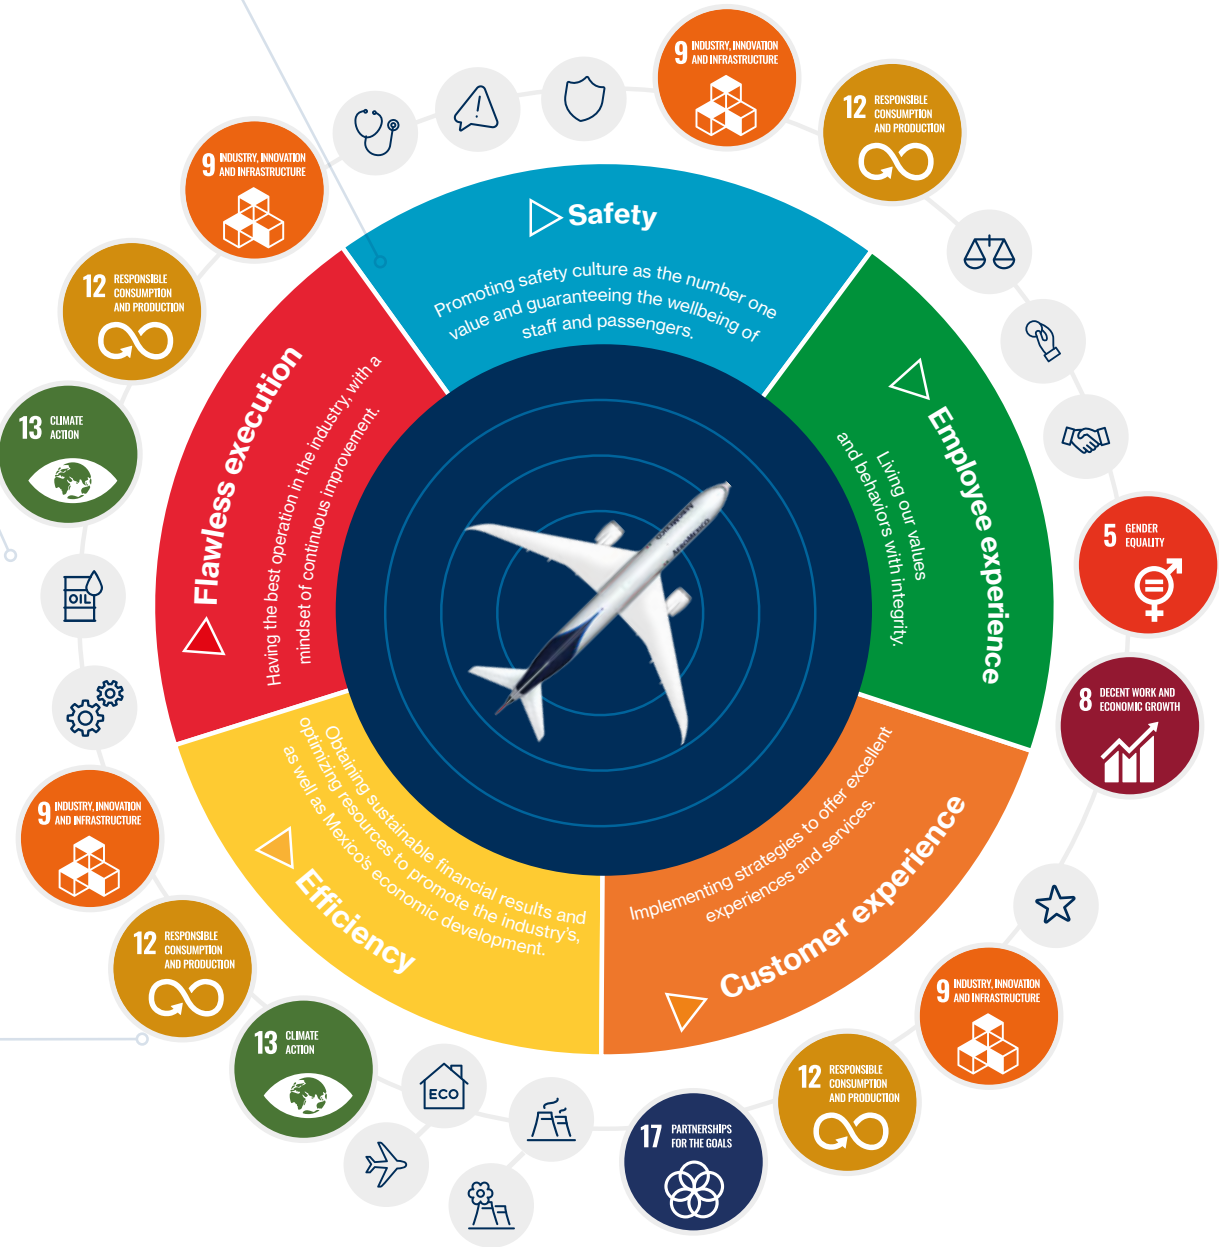 Safety
Promoting safety culture as the number one
value and guaranteeing the wellbeing of
staff and passengers.
9 INDUSTRY, INNOVATION
AND INFRASTRUCTURE
12 RESPONSIBLE
CONSUMPTION
AND PRODUCTION
Employee experience
Living our values
and behaviors with integrity.
5 GENDER
EQUALITY
8 DECENT WORK AND
ECONOMIC GROWTH
Customer experience
Implementing strategies to offer excellent
experiences and services.
9 INDUSTRY, INNOVATION
AND INFRASTRUCTURE
12 RESPONSIBLE
CONSUMPTION
AND PRODUCTION
17 PARTNERSHIPS
FOR THE GOALS
Efficiency
Obtaining sustainable financial results and
optimizing resources to promote the industry's,
as well as Mexico's economic development.
ECO
13 CLIMATE
ACTION
12 RESPONSIBLE
CONSUMPTION
AND PRODUCTION
9 INDUSTRY, INNOVATION
AND INFRASTRUCTURE
Flawless execution
Having the best operation in the industry, with a
mindset of continuous improvement.
OIL
13 CLIMATE
ACTION
12 RESPONSIBLE
CONSUMPTION
AND PRODUCTION
9 INDUSTRY, INNOVATION
AND INFRASTRUCTURE
AEROMEXICO